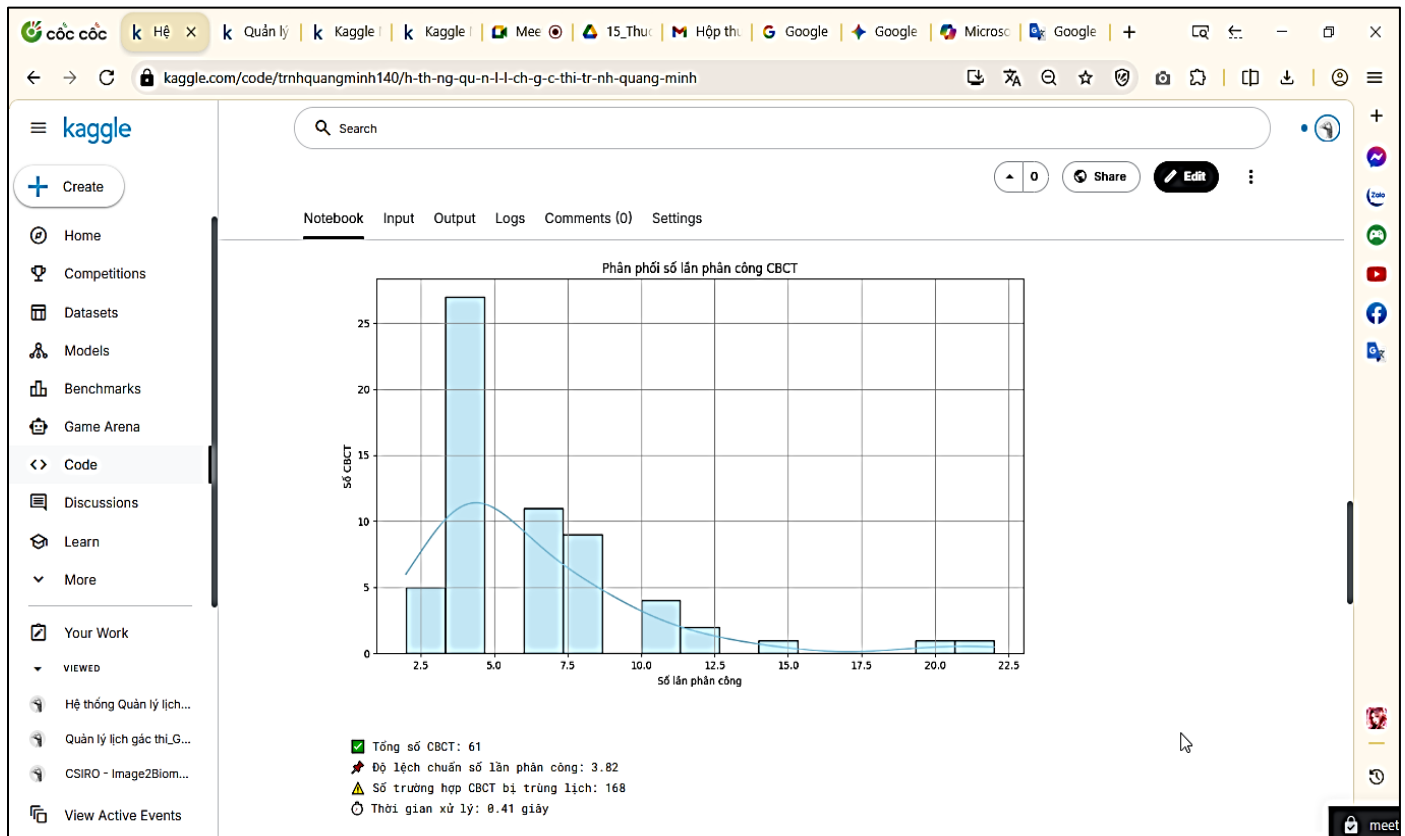 cốc cốc
Hệ
Quản lý
Kaggle
Kaggle
Mee
15_Thuc
Hộp thư
Google
Google
Microso
Google
kaggle.com/code/trnhquangminh140/h-th-ng-qu-n-l-l-ch-g-c-thi-tr-nh-quang-minh
kaggle
Search
Create
0
Share
Edit
Notebook
Input
Output
Logs
Comments (0)
Settings
Home
Competitions
Datasets
Models
Benchmarks
Game Arena
Code
Discussions
Learn
More
Your Work
VIEWED
Hệ thống Quản lý lịch...
Quản lý lịch gác thi_G...
CSIRO - Image2Biom...
View Active Events
Phân phối số lần phân công CBCT
Số CBCT
25
20
15
10
5
0
2.5 5.0 7.5 10.0 12.5 15.0 17.5 20.0 22.5
Số lần phân công
Tổng số CBCT: 61
Độ lệch chuẩn số lần phân công: 3.82
Số trường hợp CBCT bị trùng lịch: 168
Thời gian xử lý: 0.41 giây
Zalo
meet